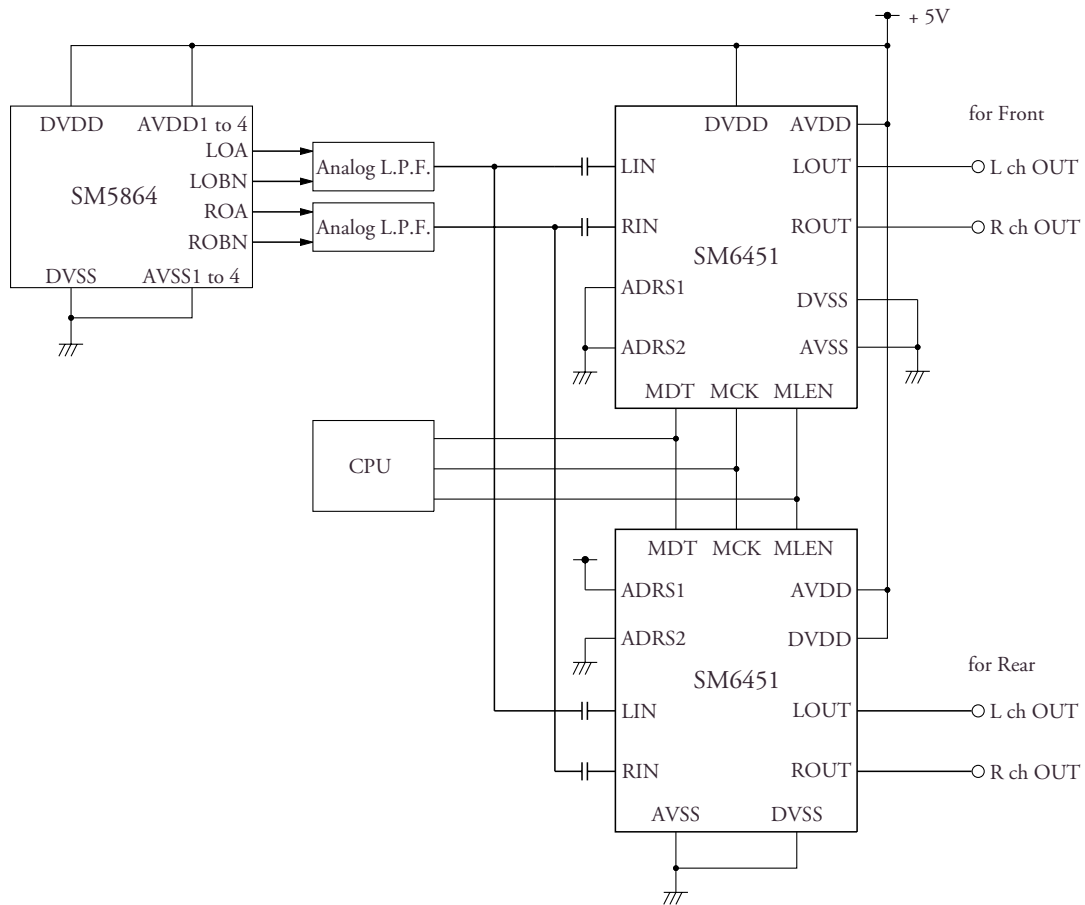 + 5V
DVDD
AVDD1 to 4
LOA
LOBN
ROA
ROBN
SM5864
DVSS
AVSS1 to 4
Analog L.P.F.
Analog L.P.F.
DVDD
AVDD
LIN
LOUT
RIN
ROUT
SM6451
ADRS1
DVSS
ADRS2
AVSS
MDT
MCK
MLEN
for Front
L ch OUT
R ch OUT
CPU
MDT
MCK
MLEN
ADRS1
AVDD
ADRS2
DVDD
SM6451
LIN
LOUT
RIN
ROUT
AVSS
DVSS
for Rear
L ch OUT
R ch OUT